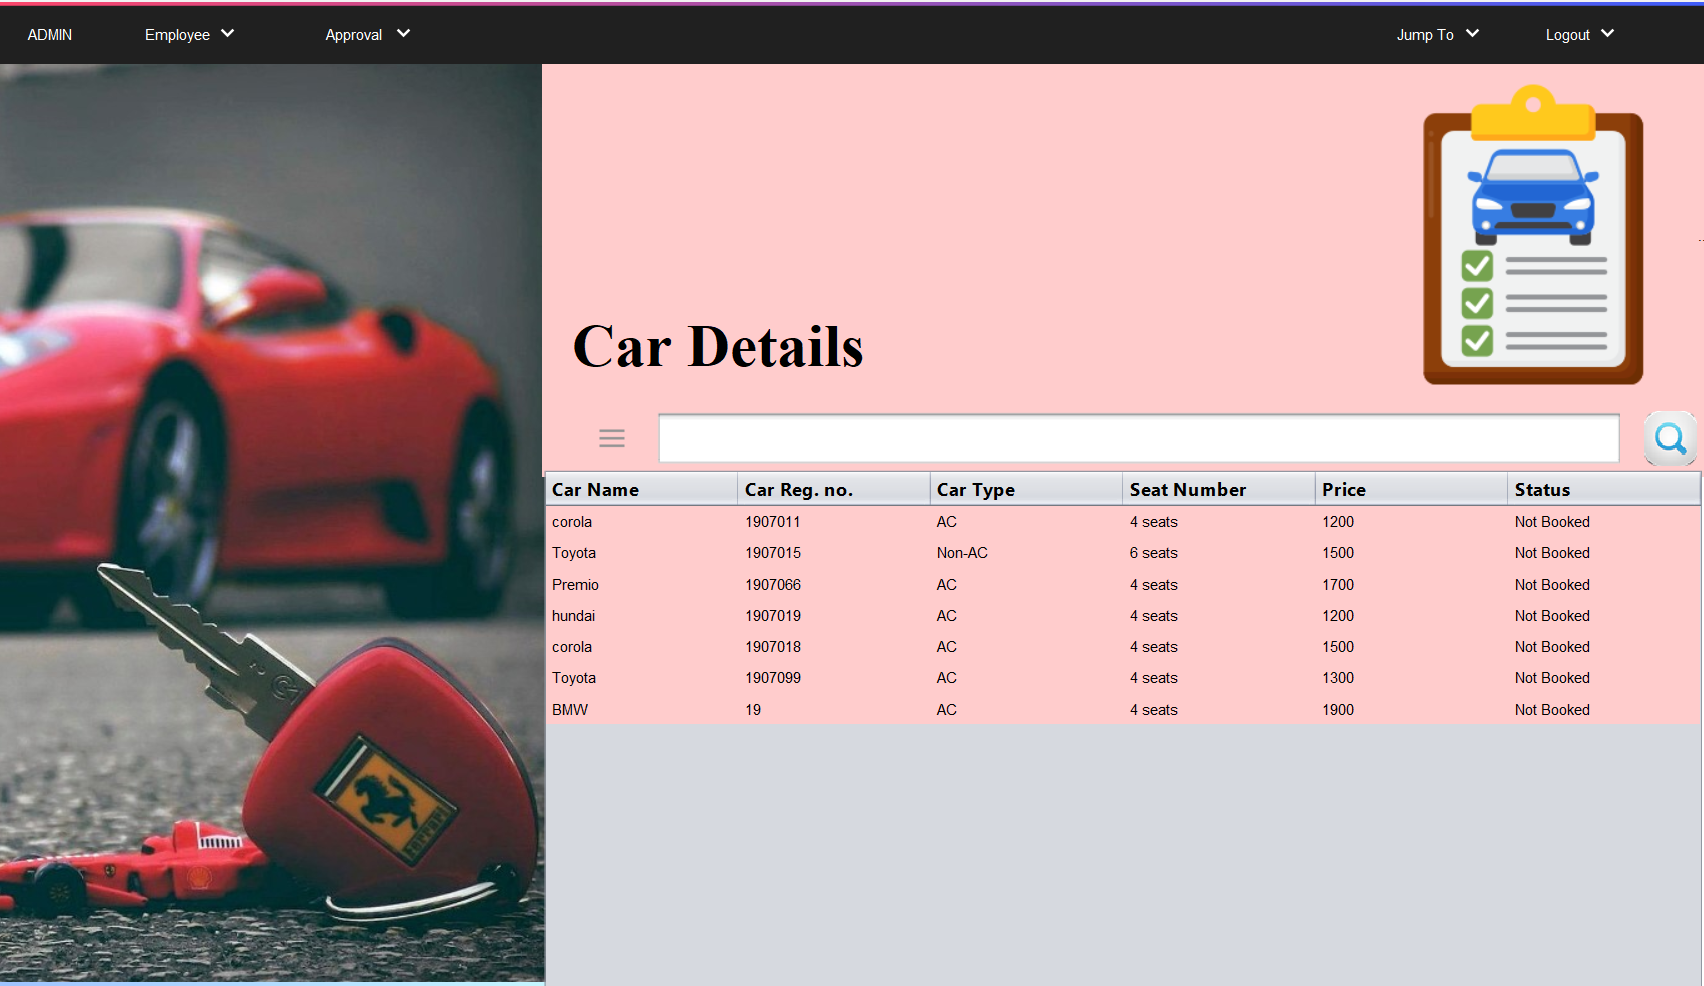 ADMIN Employee Approval Jump To Logout
Car Details
Car Name Car Reg. no. Car Type Seat Number Price Status
corola 1907011 AC 4 seats 1200 Not Booked
Toyota 1907015 Non-AC 6 seats 1500 Not Booked
Premio 1907066 AC 4 seats 1700 Not Booked
hundai 1907019 AC 4 seats 1200 Not Booked
corola 1907018 AC 4 seats 1500 Not Booked
Toyota 1907099 AC 4 seats 1300 Not Booked
BMW 19 AC 4 seats 1900 Not Booked
Ferrari